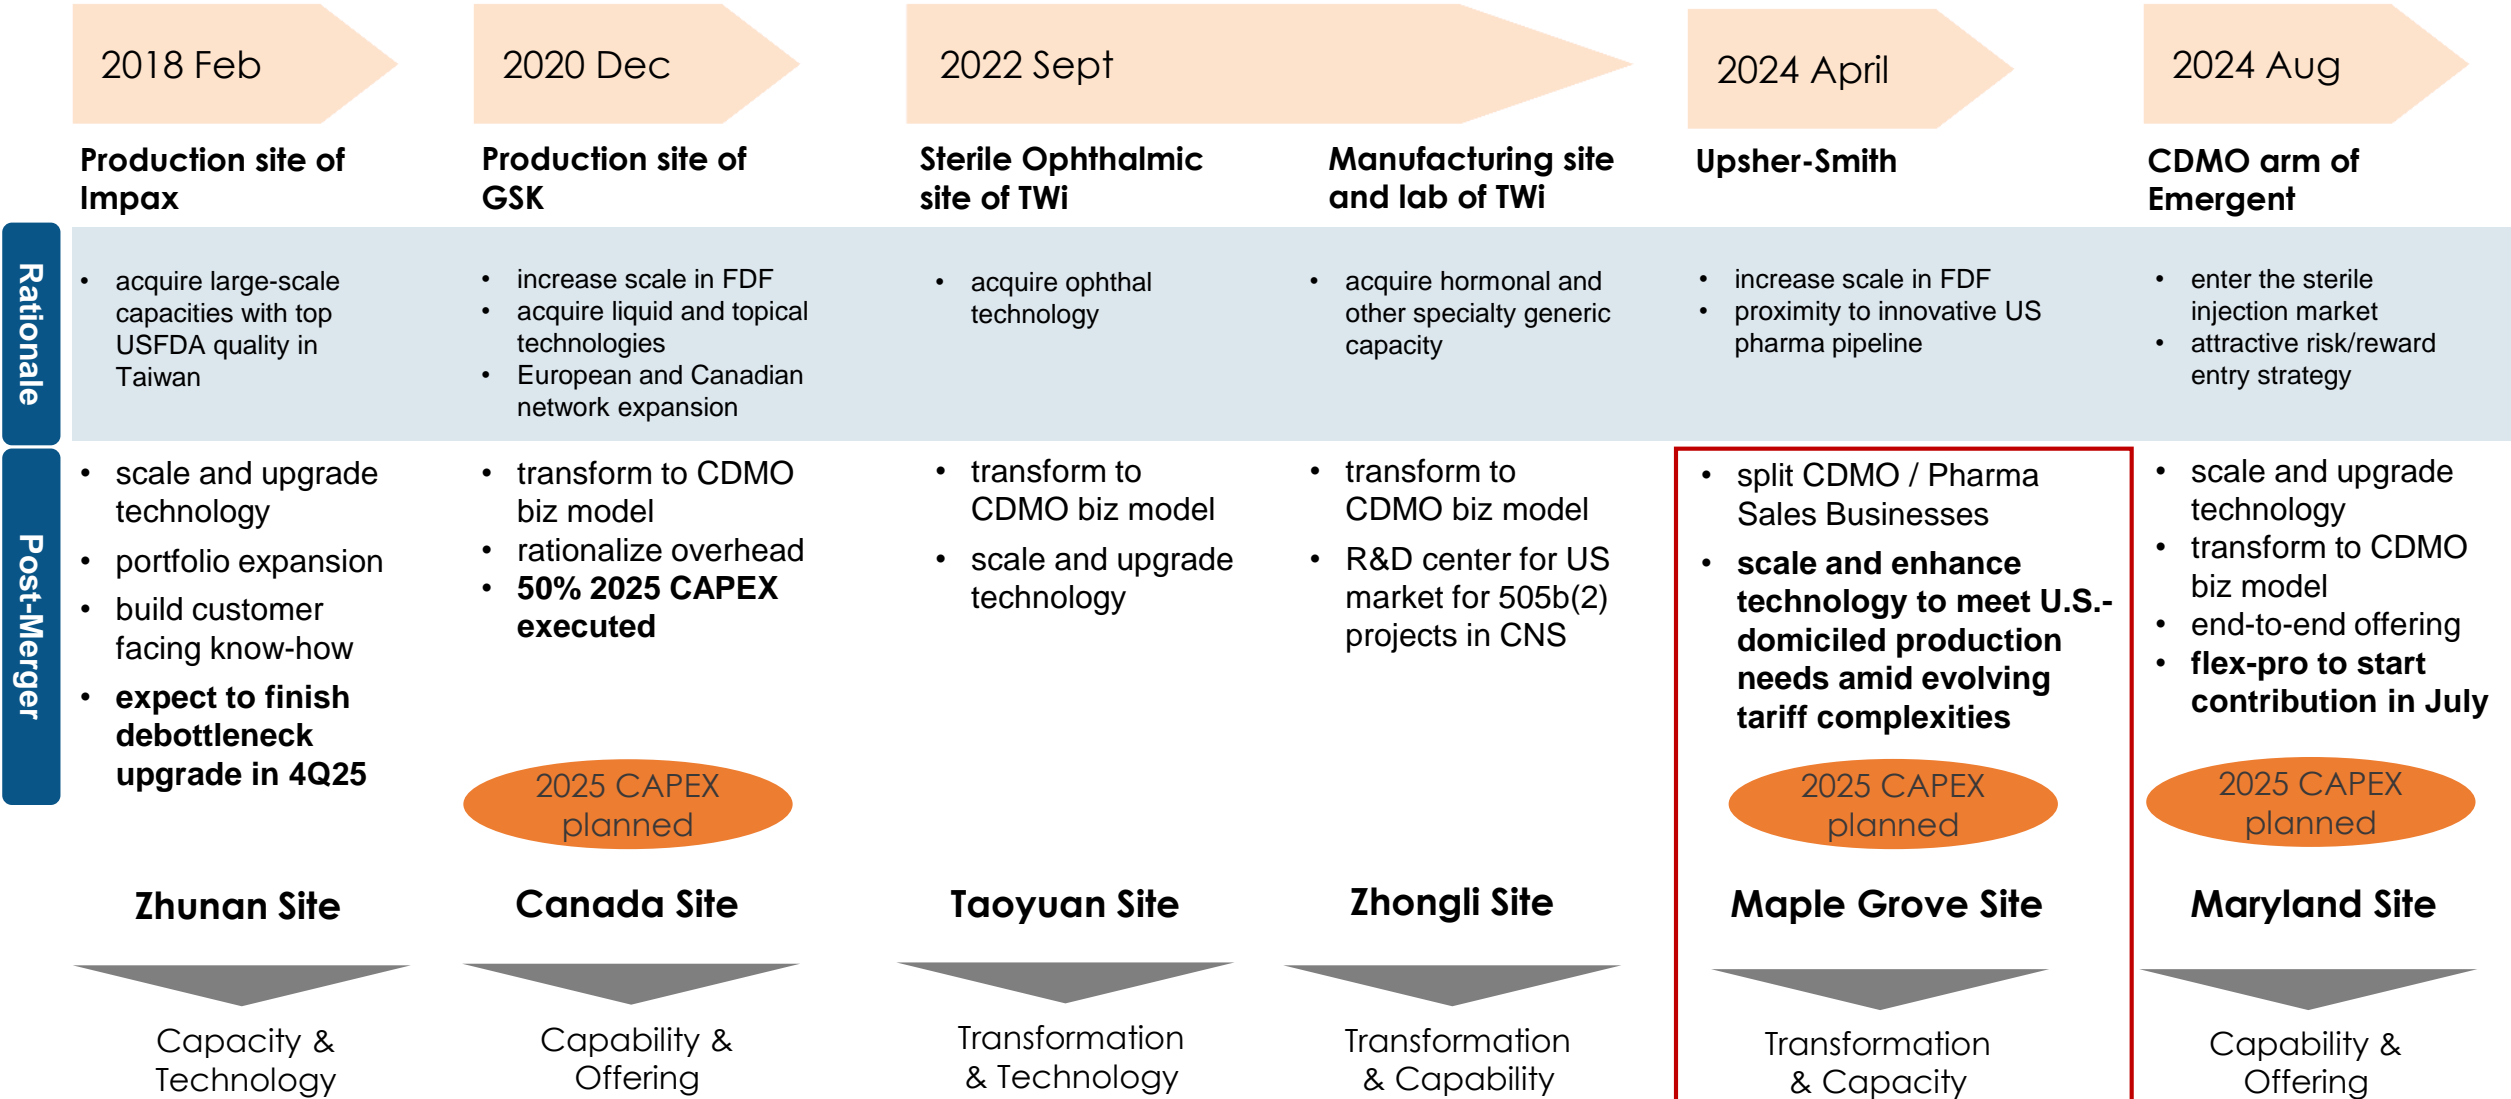 2018 Feb
2020 Dec
2022 Sept
2024 April
2024 Aug
Production site of
Impax
Production site of
GSK
Sterile Ophthalmic
site of TWi
Manufacturing site
and lab of TWi
Upsher-Smith
CDMO arm of
Emergent
Rationale
• acquire large-scale
capacities with top
USFDA quality in
Taiwan
• increase scale in FDF
• acquire liquid and topical
technologies
• European and Canadian
network expansion
• acquire ophthal
technology
• acquire hormonal and
other specialty generic
capacity
• increase scale in FDF
• proximity to innovative US
pharma pipeline
• enter the sterile
injection market
• attractive risk/reward
entry strategy
Post-Merger
• scale and upgrade
technology
• portfolio expansion
• build customer
facing know-how
• expect to finish
debottleneck
upgrade in 4Q25
• transform to CDMO
biz model
• rationalize overhead
• 50% 2025 CAPEX
executed
• transform to
CDMO biz model
• scale and upgrade
technology
• transform to
CDMO biz model
• R&D center for US
market for 505b(2)
projects in CNS
• split CDMO / Pharma
Sales Businesses
• scale and enhance
technology to meet U.S.-
domiciled production
needs amid evolving
tariff complexities
• scale and upgrade
technology
• transform to CDMO
biz model
• end-to-end offering
• flex-pro to start
contribution in July
2025 CAPEX
planned
2025 CAPEX
planned
2025 CAPEX
planned
Zhunan Site
Canada Site
Taoyuan Site
Zhongli Site
Maple Grove Site
Maryland Site
Capacity &
Technology
Capability &
Offering
Transformation
& Technology
Transformation
& Capability
Transformation
& Capacity
Capability &
Offering